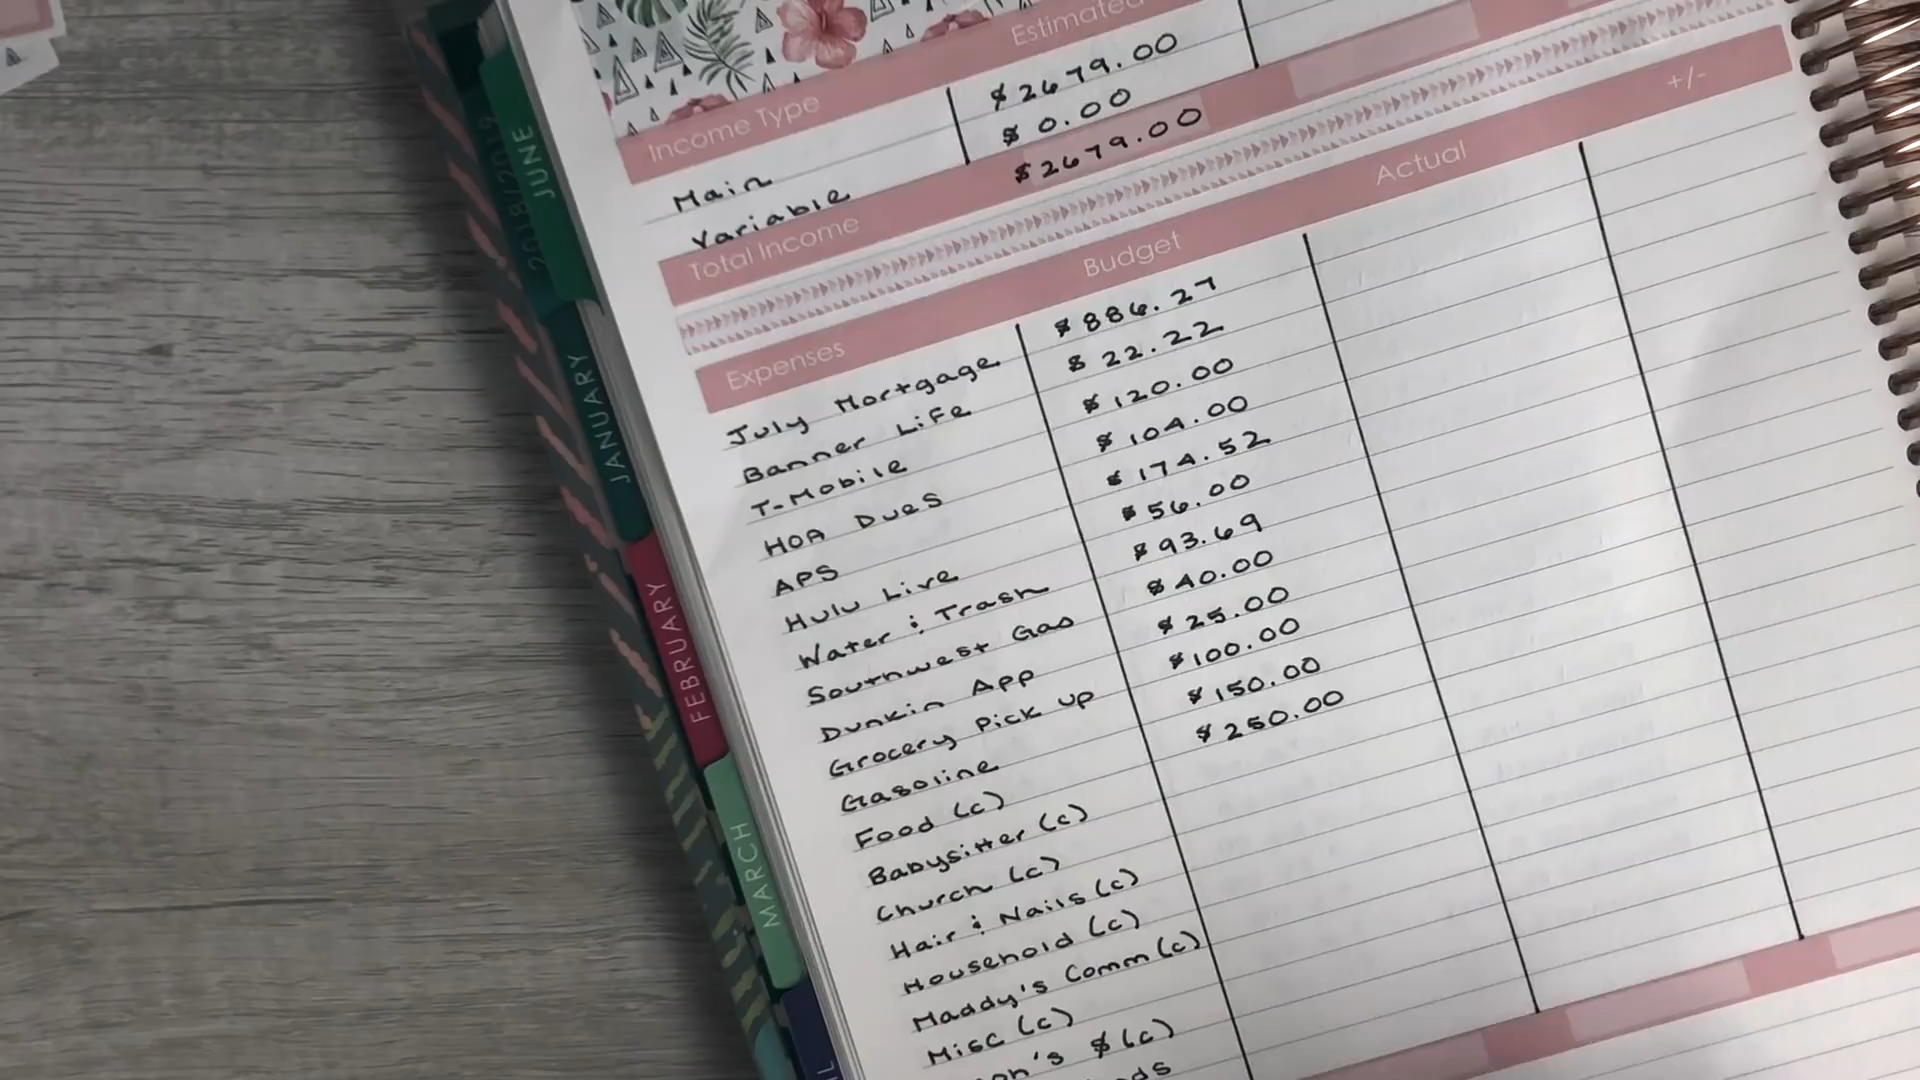 Estimated
Income Type
Main $2679.00
Variable $0.00
Total Income $2679.00
Expenses Budget Actual +/-
July Mortgage $886.27
Banner Life $22.22
T-Mobile $120.00
HOA Dues $104.00
APS $174.52
Hulu Live $56.00
Water & Trash $93.69
Southwest Gas $40.00
Dunkin App $25.00
Grocery Pick up $100.00
Gasoline $150.00
Food (c) $250.00
Babysitter (c)
Church (c)
Hair & Nails (c)
Household (c)
Maddy's Comm (c)
Misc (c)
$ (c)
2018/2019
JUNE
JANUARY
FEBRUARY
MARCH